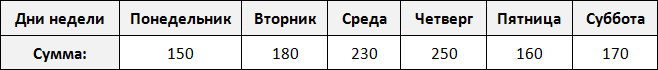 Дни недели Понедельник Вторник Среда Четверг Пятница Суббота
Сумма: 150 180 230 250 160 170